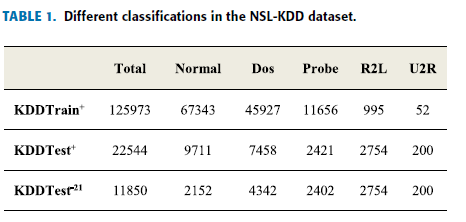 TABLE 1. Different classifications in the NSL-KDD dataset.
Total Normal Dos Probe R2L U2R
KDDTrain⁺ 125973 67343 45927 11656 995 52
KDDTest⁺ 22544 9711 7458 2421 2754 200
KDDTest⁻²¹ 11850 2152 4342 2402 2754 200